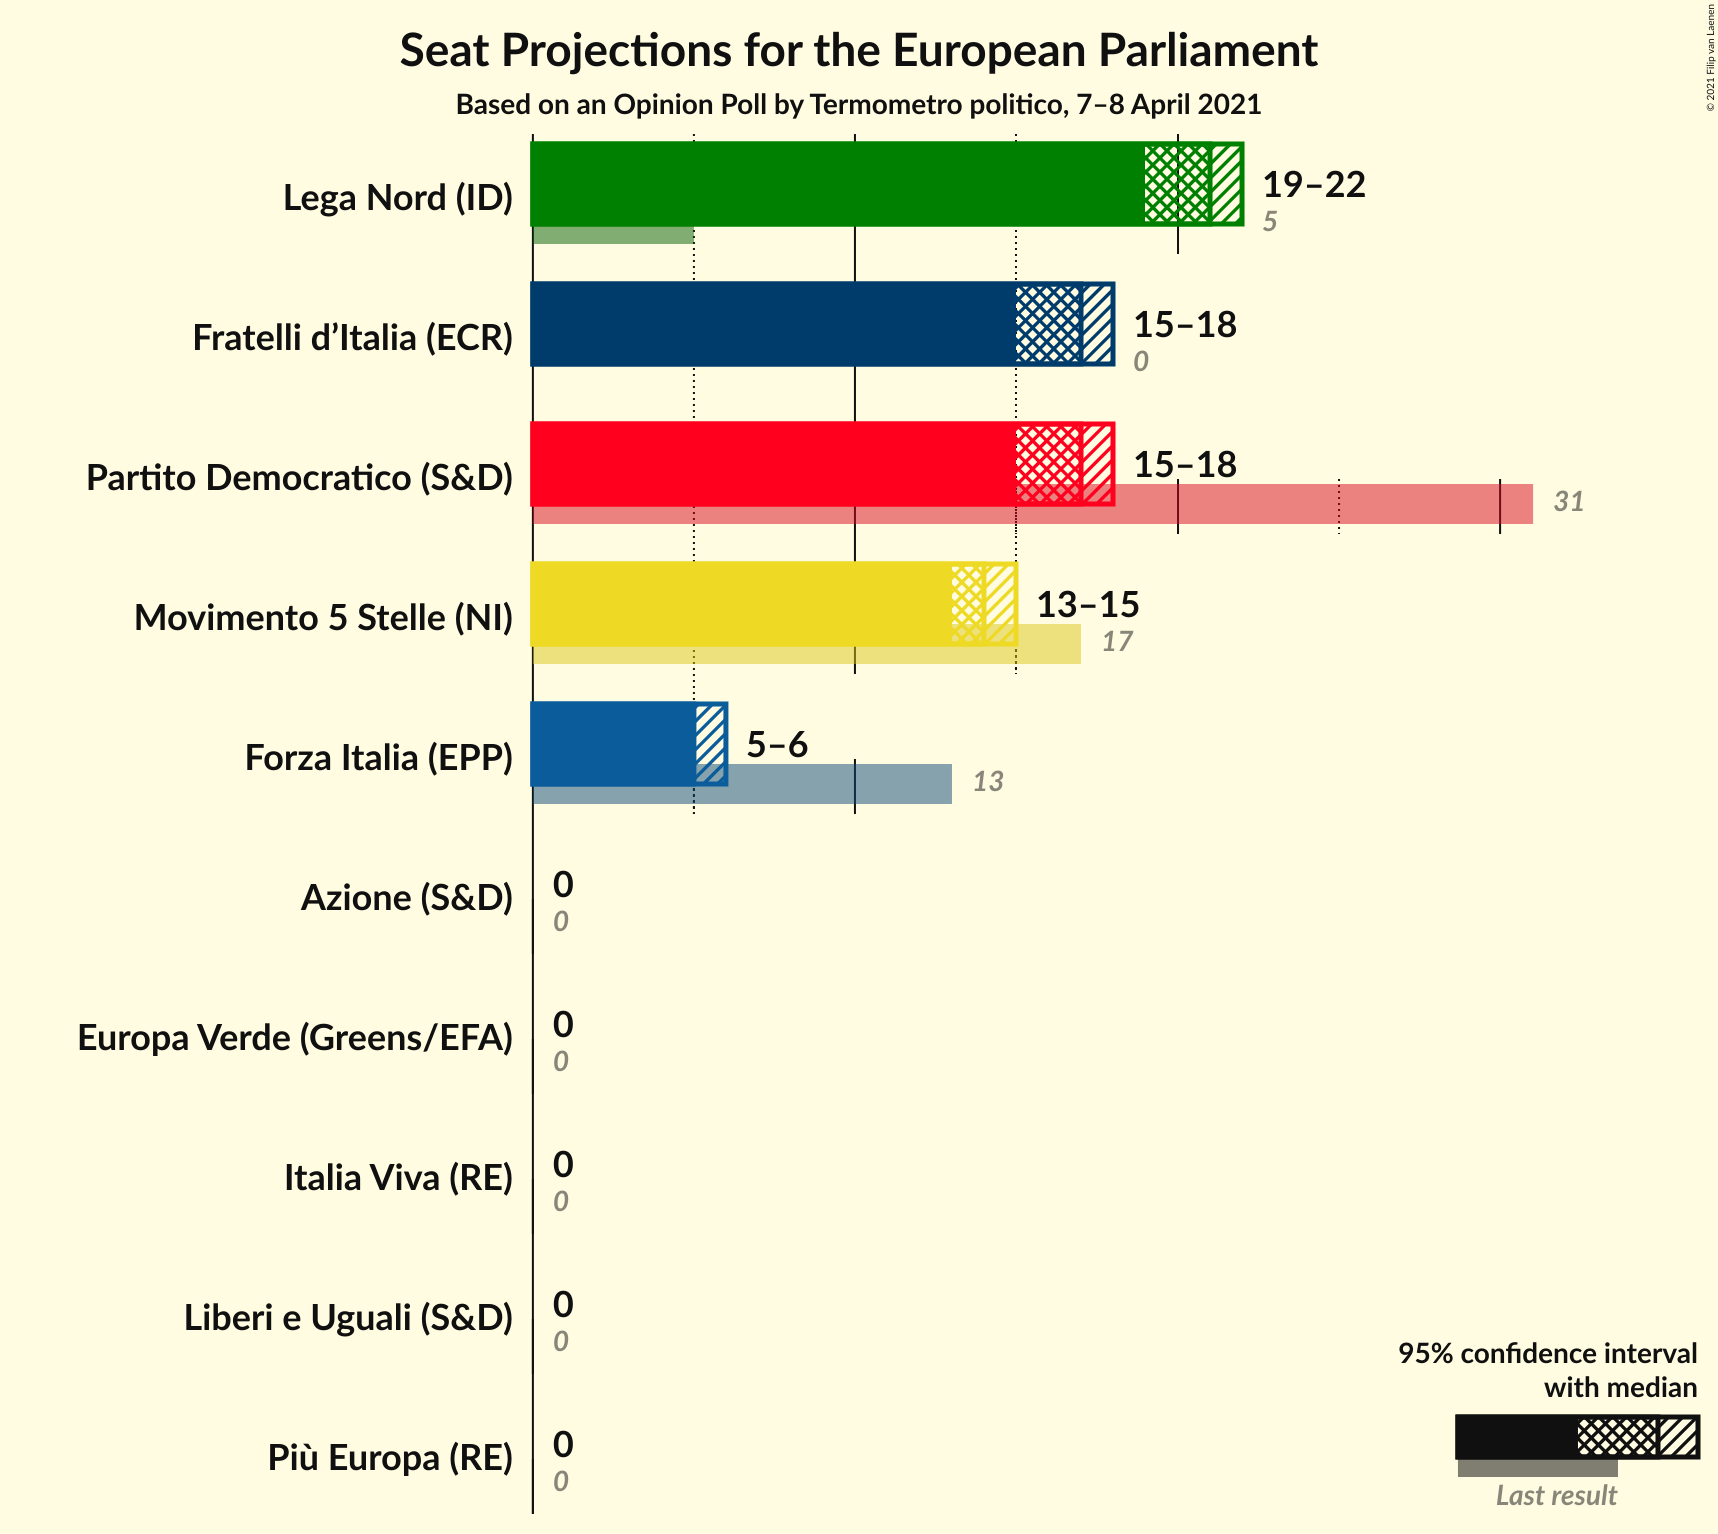 Seat Projections for the European Parliament
Based on an Opinion Poll by Termometro politico, 7–8 April 2021
© 2021 Filip van Laenen
Lega Nord (ID)
19–22
5
Fratelli d’Italia (ECR)
15–18
0
Partito Democratico (S&D)
15–18
31
Movimento 5 Stelle (NI)
13–15
17
Forza Italia (EPP)
5–6
13
Azione (S&D)
0
0
Europa Verde (Greens/EFA)
0
0
Italia Viva (RE)
0
0
Liberi e Uguali (S&D)
0
0
Più Europa (RE)
0
0
95% confidence interval
with median
Last result